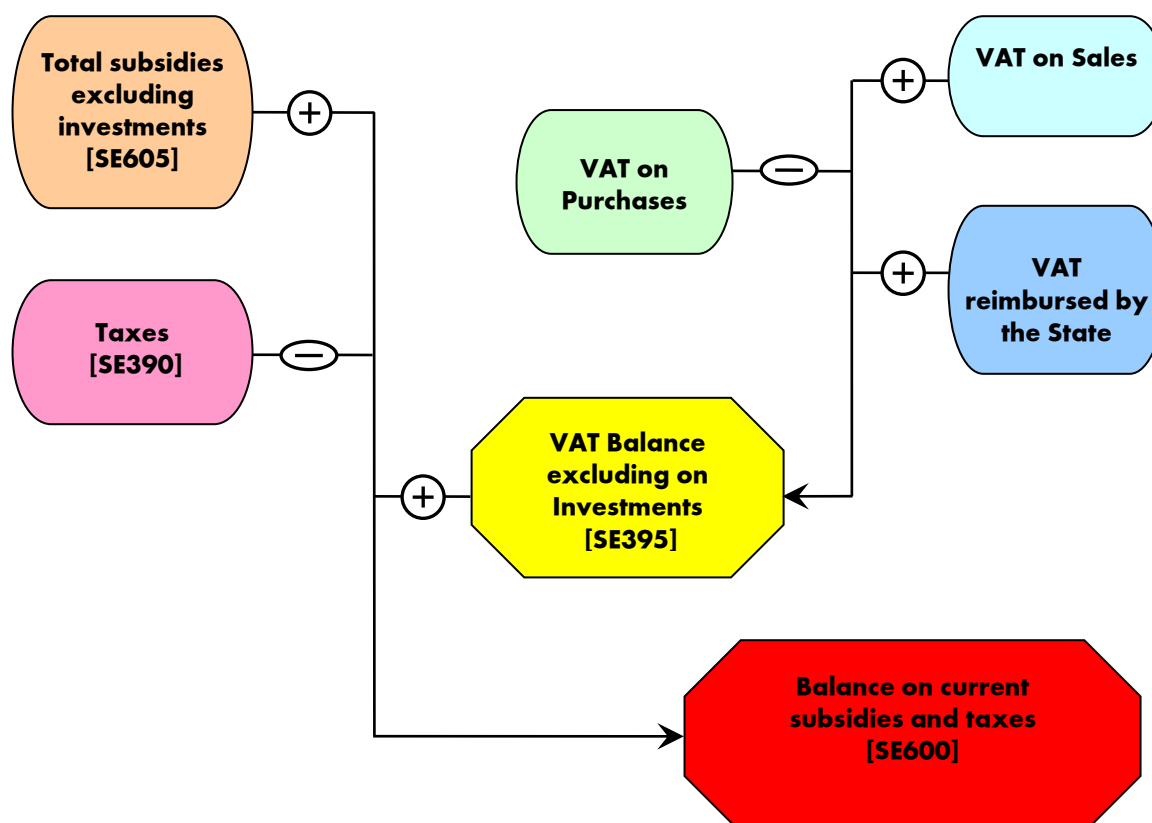 Total subsidies
excluding
investments
[SE605]
+
VAT on Sales
+
VAT on
Purchases
−
VAT
reimbursed by
the State
+
Taxes
[SE390]
−
VAT Balance
excluding on
Investments
[SE395]
+
Balance on current
subsidies and taxes
[SE600]